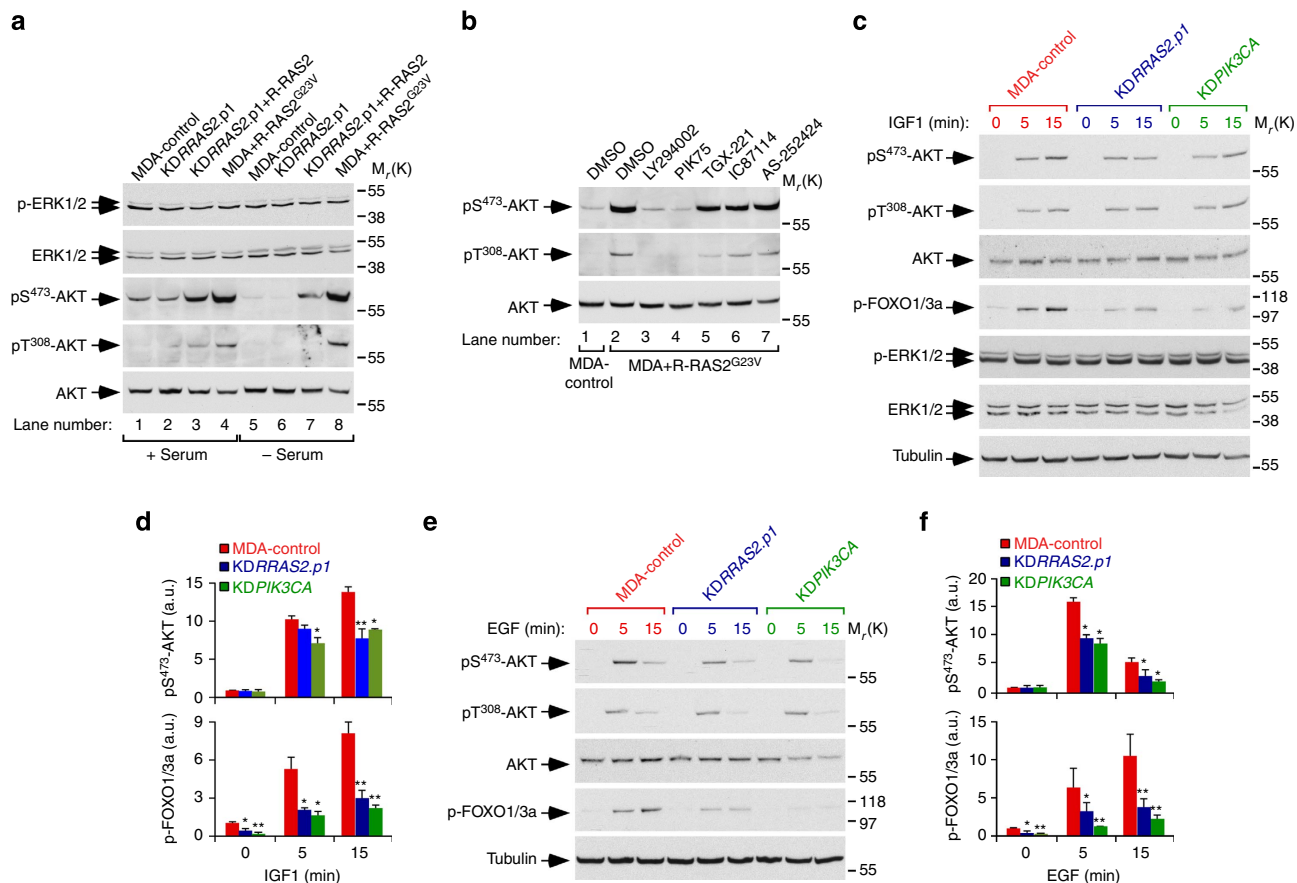 a
MDA-control
KDRRAS2.p1
KDRRAS2.p1+R-RAS2
MDA+R-RAS2G23V
MDA-control
KDRRAS2.p1
KDRRAS2.p1+R-RAS2
MDA+R-RAS2G23V
Mr(K)
p-ERK1/2
55
38
ERK1/2
55
38
pS473-AKT
pT308-AKT
55
AKT
55
Lane number: 1 2 3 4 5 6 7 8
+ Serum – Serum
b
DMSO
DMSO
LY294002
PIK75
TGX-221
IC87114
AS-252424
Mr(K)
pS473-AKT
55
pT308-AKT
55
AKT
55
Lane number: 1 2 3 4 5 6 7
MDA-control
MDA+R-RAS2G23V
c
MDA-control
KDRRAS2.p1
KDPIK3CA
IGF1 (min): 0 5 15 0 5 15 0 5 15 Mr(K)
pS473-AKT
55
pT308-AKT
55
AKT
55
p-FOXO1/3a
118
97
p-ERK1/2
55
38
ERK1/2
55
38
Tubulin
55
d
MDA-control
KDRRAS2.p1
KDPIK3CA
pS473-AKT (a.u.)
15
10
5
0
* ** *
p-FOXO1/3a (a.u.)
9
6
3
0
* ** * * ** **
0 5 15
IGF1 (min)
e
MDA-control
KDRRAS2.p1
KDPIK3CA
EGF (min): 0 5 15 0 5 15 0 5 15 Mr(K)
pS473-AKT
55
pT308-AKT
55
AKT
55
p-FOXO1/3a
118
97
Tubulin
55
f
MDA-control
KDRRAS2.p1
KDPIK3CA
pS473-AKT (a.u.)
20
15
10
5
0
* * * *
p-FOXO1/3a (a.u.)
15
10
5
0
* ** * ** ** **
0 5 15
EGF (min)